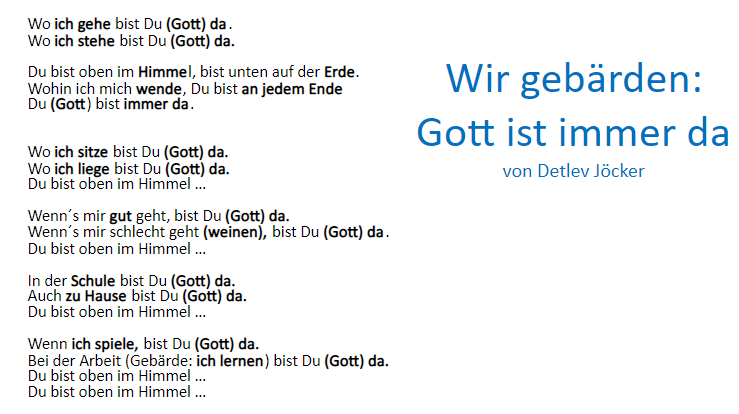 Wo ich gehe bist Du (Gott) da.
Wo ich stehe bist Du (Gott) da.
Du bist oben im Himmel, bist unten auf der Erde.
Wohin ich mich wende, Du bist an jedem Ende
Du (Gott) bist immer da.
Wo ich sitze bist Du (Gott) da.
Wo ich liege bist Du (Gott) da.
Du bist oben im Himmel ...
Wenn´s mir gut geht, bist Du (Gott) da.
Wenn´s mir schlecht geht (weinen), bist Du (Gott) da.
Du bist oben im Himmel ...
In der Schule bist Du (Gott) da.
Auch zu Hause bist Du (Gott) da.
Du bist oben im Himmel ...
Wenn ich spiele, bist Du (Gott) da.
Bei der Arbeit (Gebärde: ich lernen) bist Du (Gott) da.
Du bist oben im Himmel ...
Du bist oben im Himmel ...
Wir gebärden:
Gott ist immer da
von Detlev Jöcker